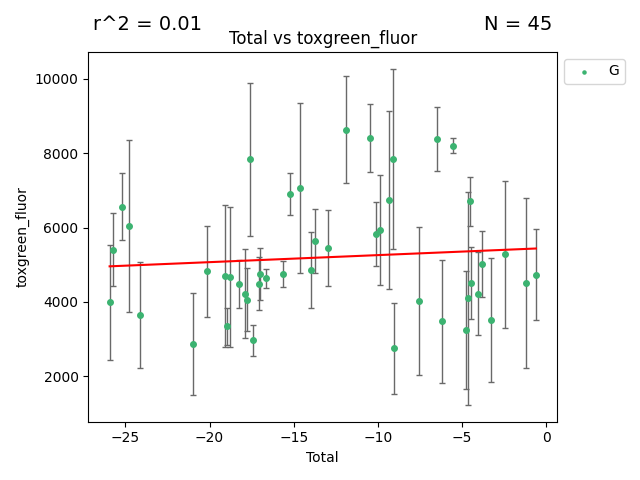 r^2 = 0.01
N = 45
Total vs toxgreen_fluor
G
toxgreen_fluor
10000
8000
6000
4000
2000
−25
−20
−15
−10
−5
0
Total